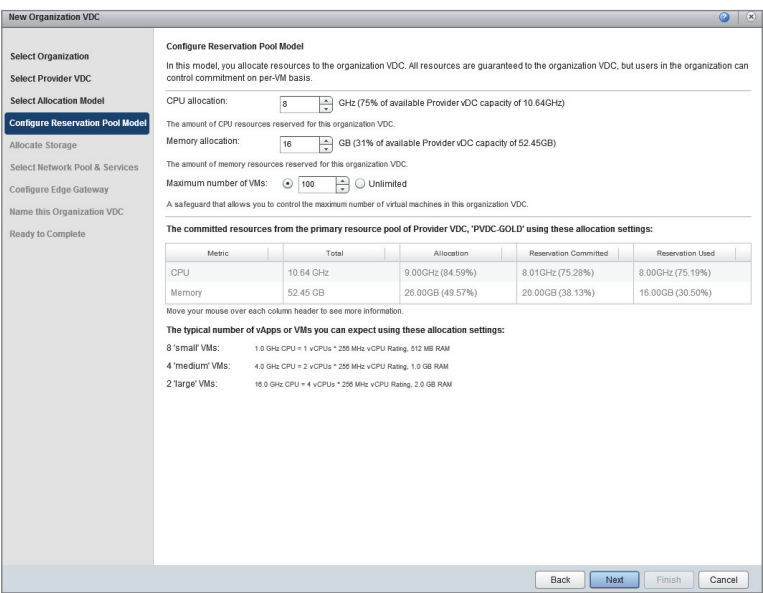 New Organization VDC
Select Organization
Select Provider VDC
Select Allocation Model
Configure Reservation Pool Model
Allocate Storage
Select Network Pool & Services
Configure Edge Gateway
Name this Organization VDC
Ready to Complete
Configure Reservation Pool Model
In this model, you allocate resources to the organization VDC. All resources are guaranteed to the organization VDC, but users in the organization can
control commitment on per-VM basis.
CPU allocation: 8 GHz (75% of available Provider vDC capacity of 10.64GHz)
The amount of CPU resources reserved for this organization VDC.
Memory allocation: 16 GB (31% of available Provider vDC capacity of 52.45GB)
The amount of memory resources reserved for this organization VDC.
Maximum number of VMs: 100 Unlimited
A safeguard that allows you to control the maximum number of virtual machines in this organization VDC.
The committed resources from the primary resource pool of Provider VDC, 'PVDC-GOLD' using these allocation settings:
Metric Total Allocation Reservation Committed Reservation Used
CPU 10.64 GHz 9.00GHz (84.59%) 8.01GHz (75.28%) 8.00GHz (75.19%)
Memory 52.45 GB 26.00GB (49.57%) 20.00GB (38.13%) 16.00GB (30.50%)
Move your mouse over each column header to see more information.
The typical number of vApps or VMs you can expect using these allocation settings:
8 'small' VMs: 1.0 GHz CPU = 1 vCPUs * 256 MHz vCPU Rating, 512 MB RAM
4 'medium' VMs: 4.0 GHz CPU = 2 vCPUs * 256 MHz vCPU Rating, 1.0 GB RAM
2 'large' VMs: 16.0 GHz CPU = 4 vCPUs * 256 MHz vCPU Rating, 2.0 GB RAM
Back Next Finish Cancel